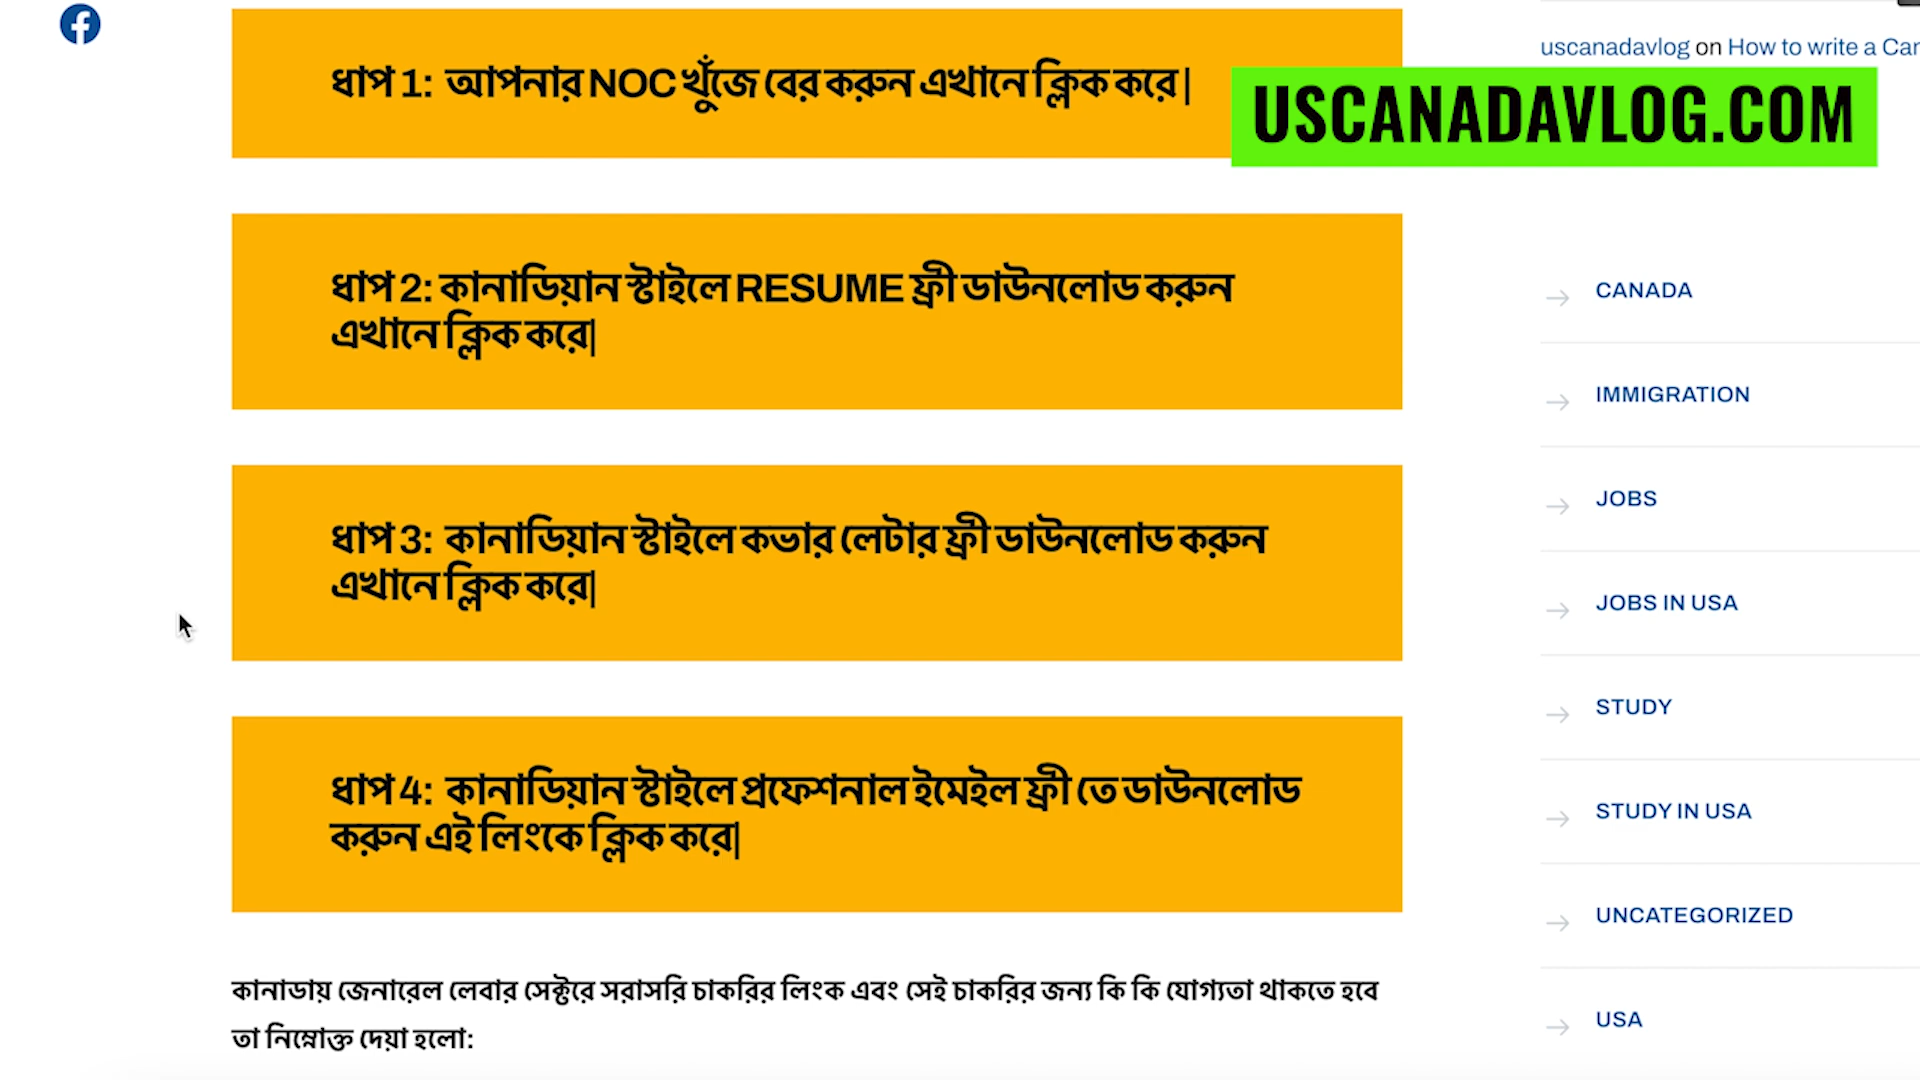 ধাপ 1: আপনার NOC খুঁজে বের করুন এখানে ক্লিক করে|
ধাপ 2: কানাডিয়ান স্টাইলে RESUME ফ্রী ডাউনলোড করুন
এখানে ক্লিক করে|
ধাপ 3: কানাডিয়ান স্টাইলে কভার লেটার ফ্রী ডাউনলোড করুন
এখানে ক্লিক করে|
ধাপ 4: কানাডিয়ান স্টাইলে প্রফেশনাল ইমেইল ফ্রী তে ডাউনলোড
করুন এই লিংকে ক্লিক করে|
কানাডায় জেনারেল লেবার সেক্টরে সরাসরি চাকরির লিংক এবং সেই চাকরির জন্য কি কি যোগ্যতা থাকতে হবে
তা নিম্নোক্ত দেয়া হলো:
uscanadavlog on How to write a
USCANADAVLOG.COM
CANADA
IMMIGRATION
JOBS
JOBS IN USA
STUDY
STUDY IN USA
UNCATEGORIZED
USA